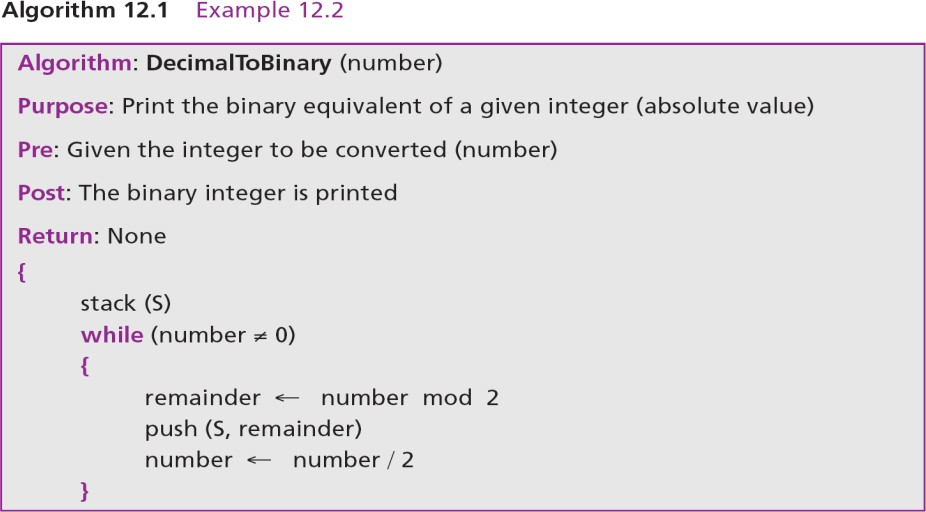 Algorithm 12.1 Example 12.2
Algorithm: DecimalToBinary (number)
Purpose: Print the binary equivalent of a given integer (absolute value)
Pre: Given the integer to be converted (number)
Post: The binary integer is printed
Return: None
{
stack (S)
while (number ≠ 0)
{
remainder ← number mod 2
push (S, remainder)
number ← number / 2
}